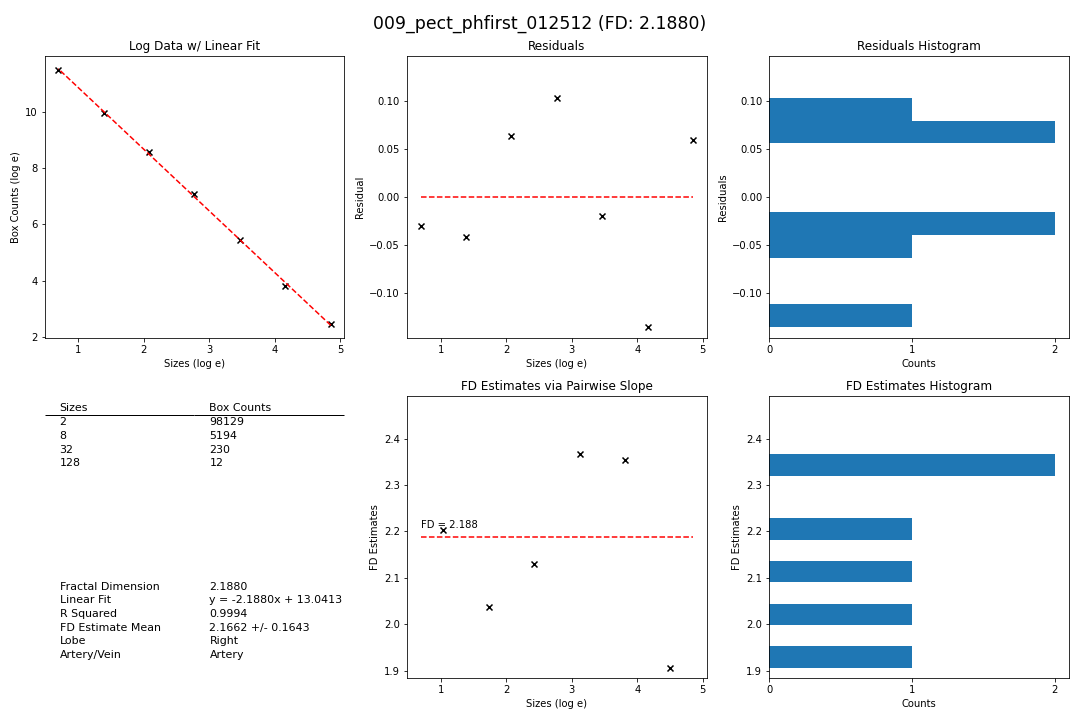 009_pect_phfirst_012512 (FD: 2.1880)
Log Data w/ Linear Fit
Box Counts (log e)
10
8
6
4
2
1 2 3 4 5
Sizes (log e)
Residuals
Residual
0.10
0.05
0.00
−0.05
−0.10
1 2 3 4 5
Sizes (log e)
Residuals Histogram
Residuals
0.10
0.05
0.00
−0.05
−0.10
0 1 2
Counts
Sizes Box Counts
2 98129
8 5194
32 230
128 12
Fractal Dimension 2.1880
Linear Fit y = -2.1880x + 13.0413
R Squared 0.9994
FD Estimate Mean 2.1662 +/- 0.1643
Lobe Right
Artery/Vein Artery
FD Estimates via Pairwise Slope
FD Estimates
2.4
2.3
2.2
2.1
2.0
1.9
FD = 2.188
1 2 3 4 5
Sizes (log e)
FD Estimates Histogram
FD Estimates
2.4
2.3
2.2
2.1
2.0
1.9
0 1 2
Counts